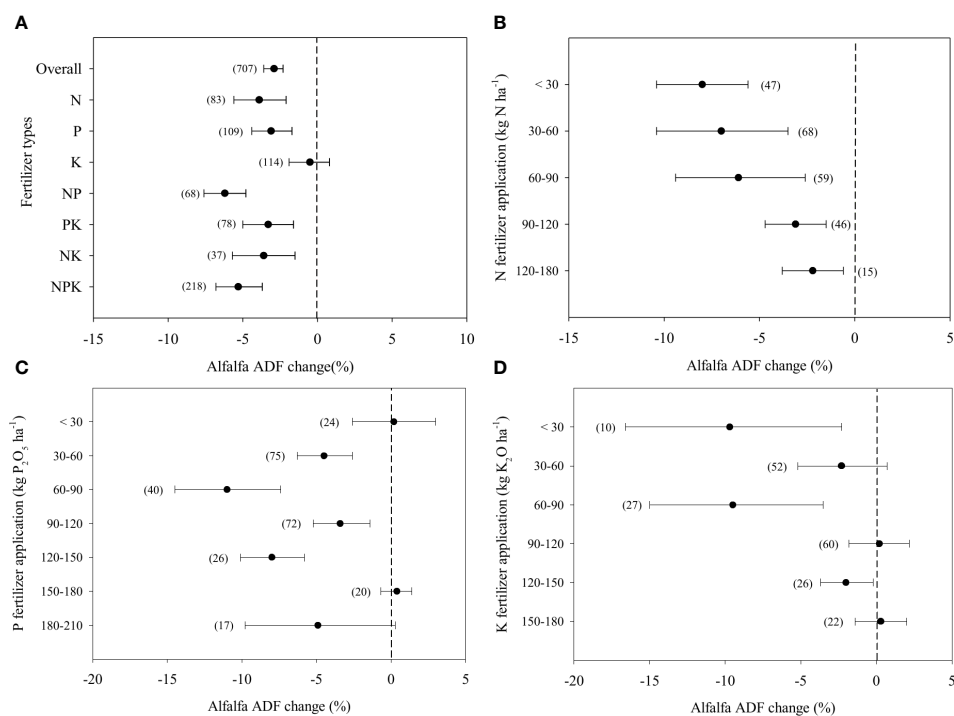 A
Fertilizer types
Overall (707)
N (83)
P (109)
K (114)
NP (68)
PK (78)
NK (37)
NPK (218)
-15 -10 -5 0 5 10
Alfalfa ADF change(%)
B
N fertilizer application (kg N ha⁻¹)
< 30 (47)
30-60 (68)
60-90 (59)
90-120 (46)
120-180 (15)
-15 -10 -5 0 5
Alfalfa ADF change (%)
C
P fertilizer application (kg P₂O₅ ha⁻¹)
< 30 (24)
30-60 (75)
60-90 (40)
90-120 (72)
120-150 (26)
150-180 (20)
180-210 (17)
-20 -15 -10 -5 0 5
Alfalfa ADF change (%)
D
K fertilizer application (kg K₂O ha⁻¹)
< 30 (10)
30-60 (52)
60-90 (27)
90-120 (60)
120-150 (26)
150-180 (22)
-20 -15 -10 -5 0 5
Alfalfa ADF change (%)